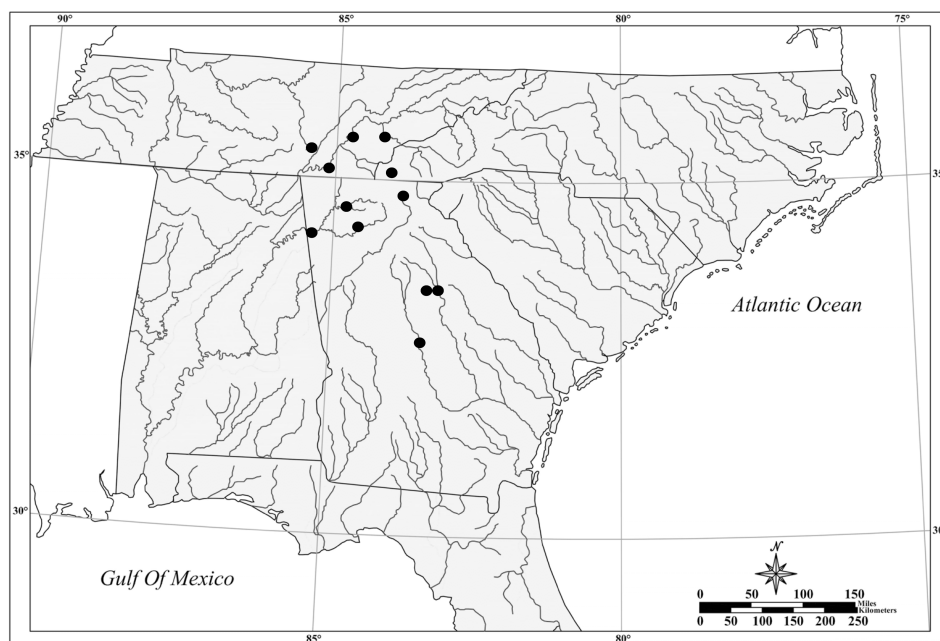 90° 85° 80° 75°
35° 35
Atlantic Ocean
30° 30
Gulf Of Mexico
N
0 50 100 150
Miles
Kilometers
0 50 100 150 200 250
85° 80°